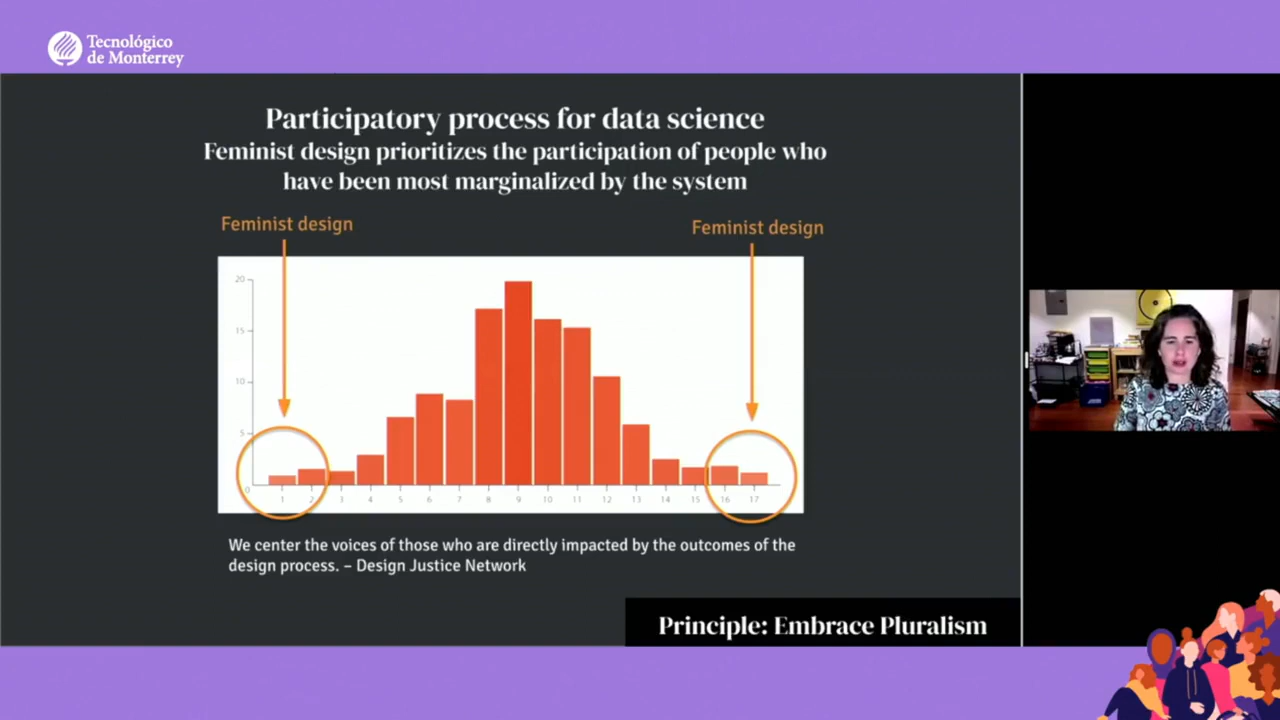 Tecnológico
de Monterrey
Participatory process for data science
Feminist design prioritizes the participation of people who
have been most marginalized by the system
Feminist design
Feminist design
20
15
10
5
0
1 2 3 4 5 6 7 8 9 10 11 12 13 14 15 16 17
We center the voices of those who are directly impacted by the outcomes of the
design process. – Design Justice Network
Principle: Embrace Pluralism